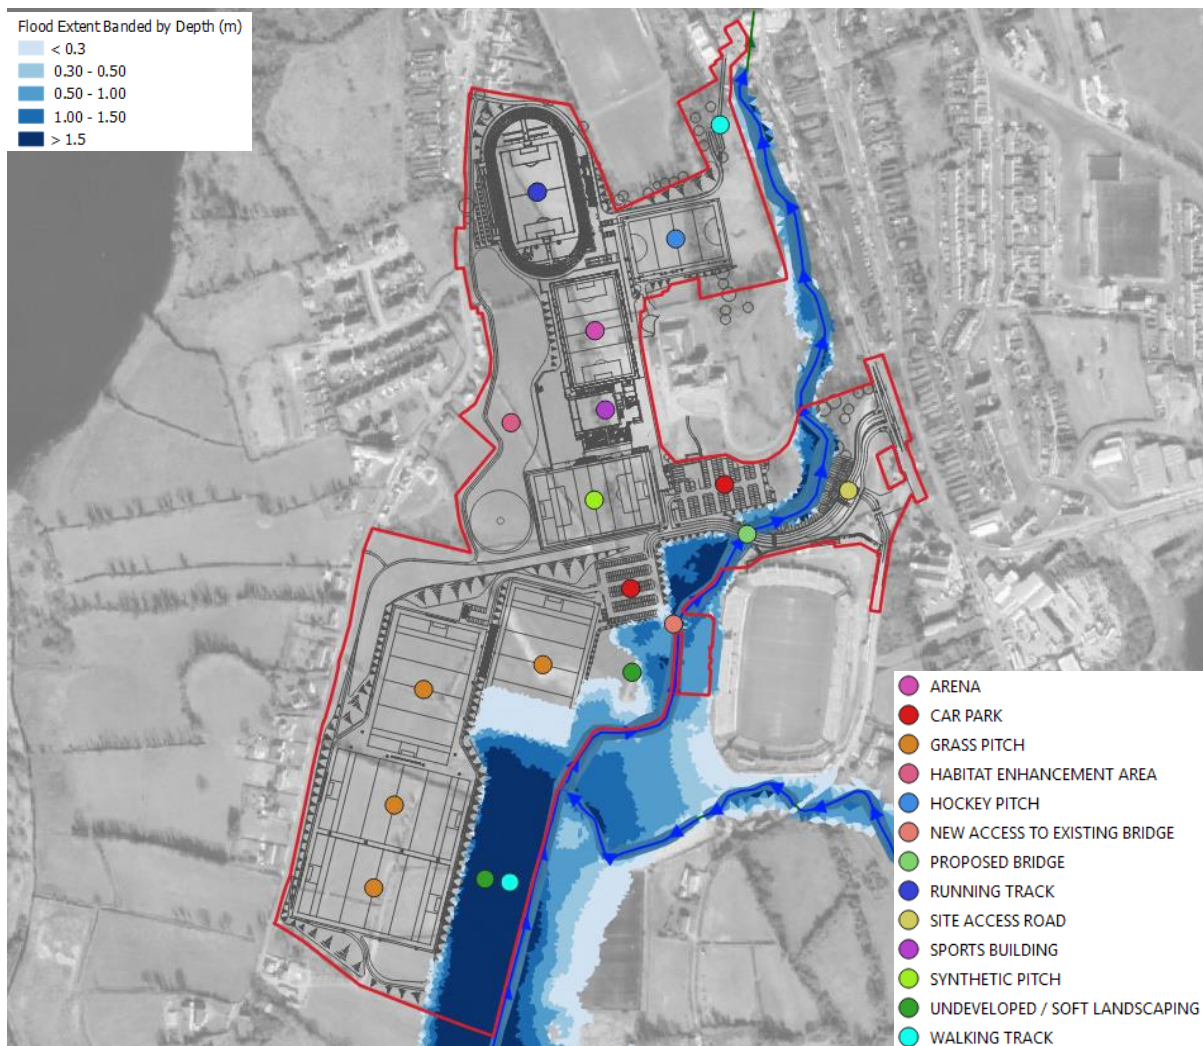 Flood Extent Banded by Depth (m)
< 0.3
0.30 - 0.50
0.50 - 1.00
1.00 - 1.50
> 1.5
ARENA
CAR PARK
GRASS PITCH
HABITAT ENHANCEMENT AREA
HOCKEY PITCH
NEW ACCESS TO EXISTING BRIDGE
PROPOSED BRIDGE
RUNNING TRACK
SITE ACCESS ROAD
SPORTS BUILDING
SYNTHETIC PITCH
UNDEVELOPED / SOFT LANDSCAPING
WALKING TRACK